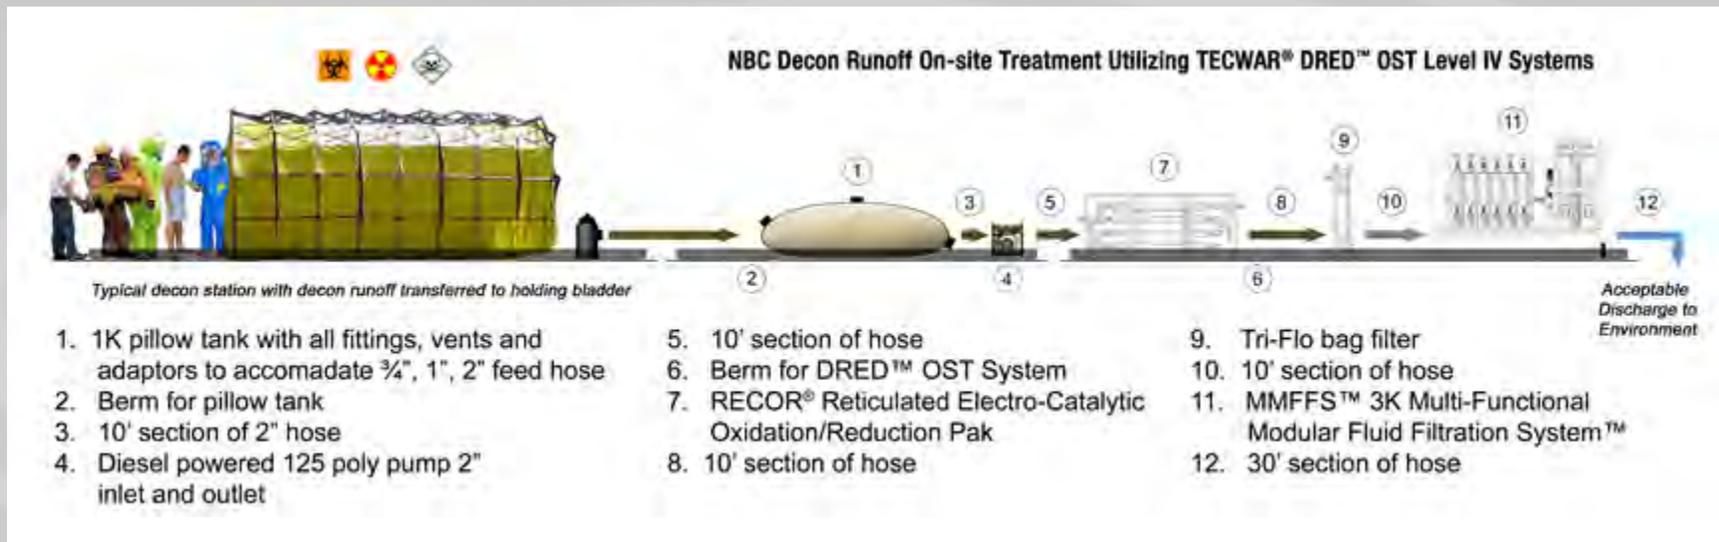 NBC Decon Runoff On-site Treatment Utilizing TECWAR® DRED™ OST Level IV Systems
1
2
3
4
5
6
7
8
9
10
11
12
Typical decon station with decon runoff transferred to holding bladder
Acceptable
Discharge to
Environment
1. 1K pillow tank with all fittings, vents and
adaptors to accomadate ¾", 1", 2" feed hose
2. Berm for pillow tank
3. 10' section of 2" hose
4. Diesel powered 125 poly pump 2"
inlet and outlet
5. 10' section of hose
6. Berm for DRED™ OST System
7. RECOR® Reticulated Electro-Catalytic
Oxidation/Reduction Pak
8. 10' section of hose
9. Tri-Flo bag filter
10. 10' section of hose
11. MMFFS™ 3K Multi-Functional
Modular Fluid Filtration System™
12. 30' section of hose